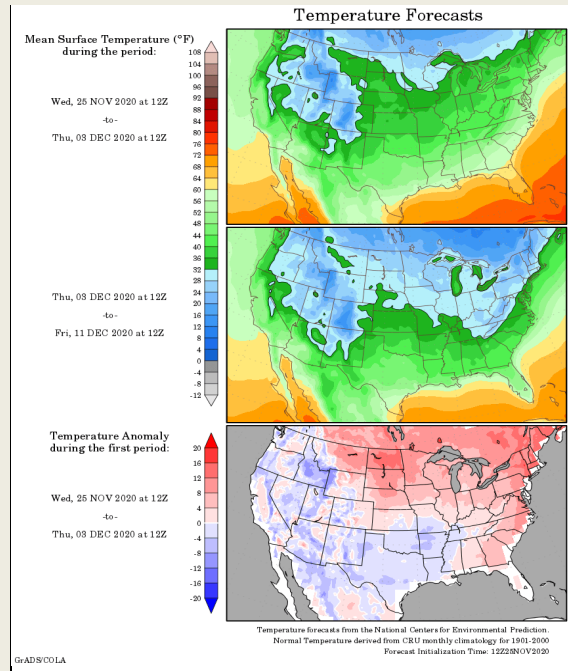 Temperature Forecasts
Mean Surface Temperature (°F)
during the period:
108
104
100
96
92
88
84
80
76
72
68
64
60
56
52
48
44
40
36
32
28
24
20
16
12
8
4
0
-4
-8
-12
Wed, 25 NOV 2020 at 12Z
-to-
Thu, 03 DEC 2020 at 12Z
Thu, 03 DEC 2020 at 12Z
-to-
Fri, 11 DEC 2020 at 12Z
Temperature Anomaly
during the first period:
20
16
12
8
4
0
-4
-8
-12
-16
-20
Wed, 25 NOV 2020 at 12Z
-to-
Thu, 03 DEC 2020 at 12Z
Temperature forecasts from the National Centers for Environmental Prediction.
Normal Temperature derived from CRU monthly climatology for 1901-2000
Forecast Initialization Time: 12Z25NOV2020
GrADS/COLA